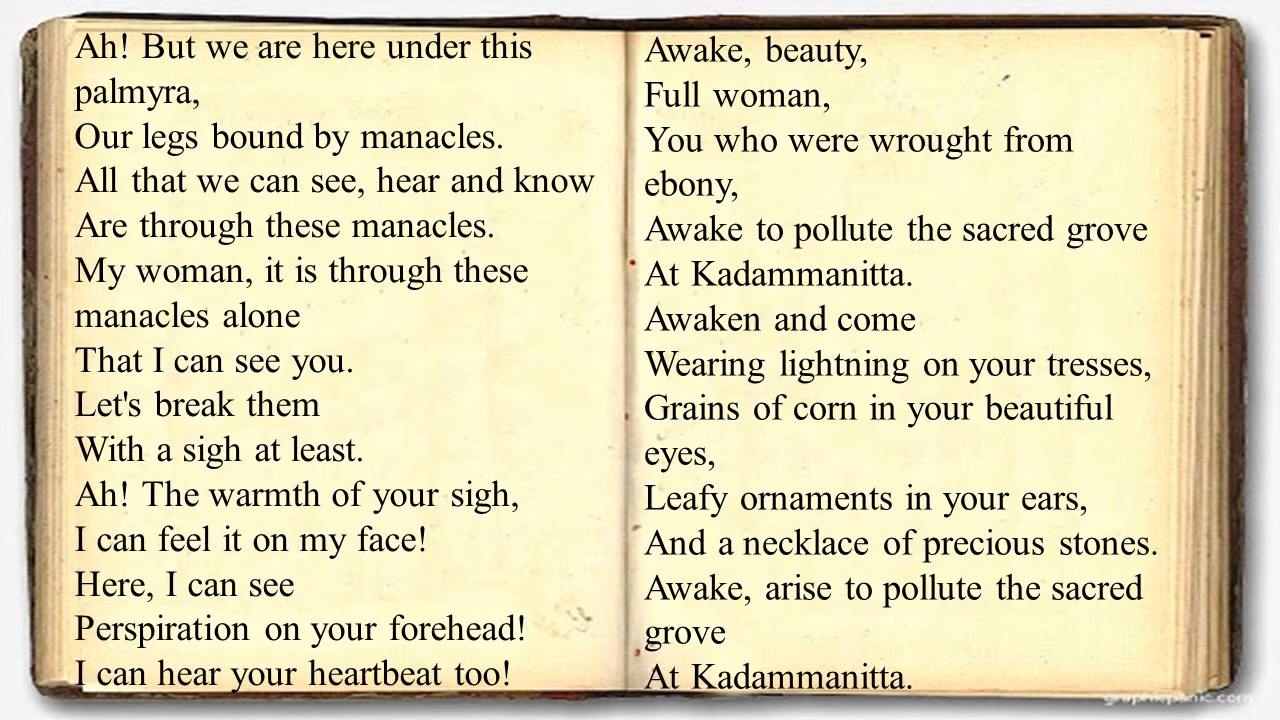 Ah! But we are here under this
palmyra,
Our legs bound by manacles.
All that we can see, hear and know
Are through these manacles.
My woman, it is through these
manacles alone
That I can see you.
Let's break them
With a sigh at least.
Ah! The warmth of your sigh,
I can feel it on my face!
Here, I can see
Perspiration on your forehead!
I can hear your heartbeat too!
Awake, beauty,
Full woman,
You who were wrought from
ebony,
Awake to pollute the sacred grove
At Kadammanitta.
Awaken and come
Wearing lightning on your tresses,
Grains of corn in your beautiful
eyes,
Leafy ornaments in your ears,
And a necklace of precious stones.
Awake, arise to pollute the sacred
grove
At Kadammanitta.